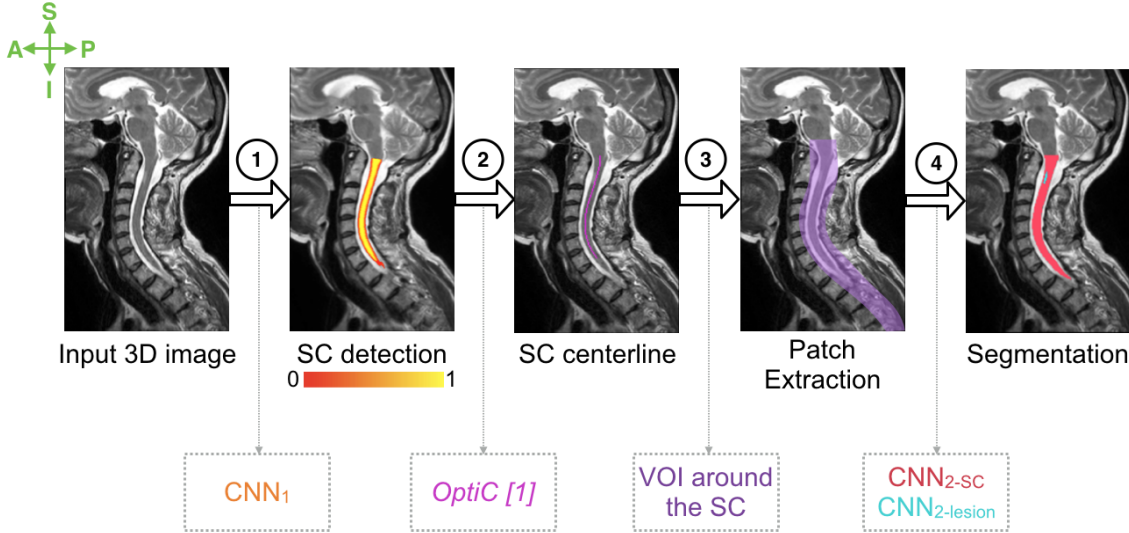 S
A P
I
1
2
3
4
Input 3D image
SC detection
0 1
SC centerline
Patch
Extraction
Segmentation
CNN1
OptiC [1]
VOI around
the SC
CNN2-SC
CNN2-lesion